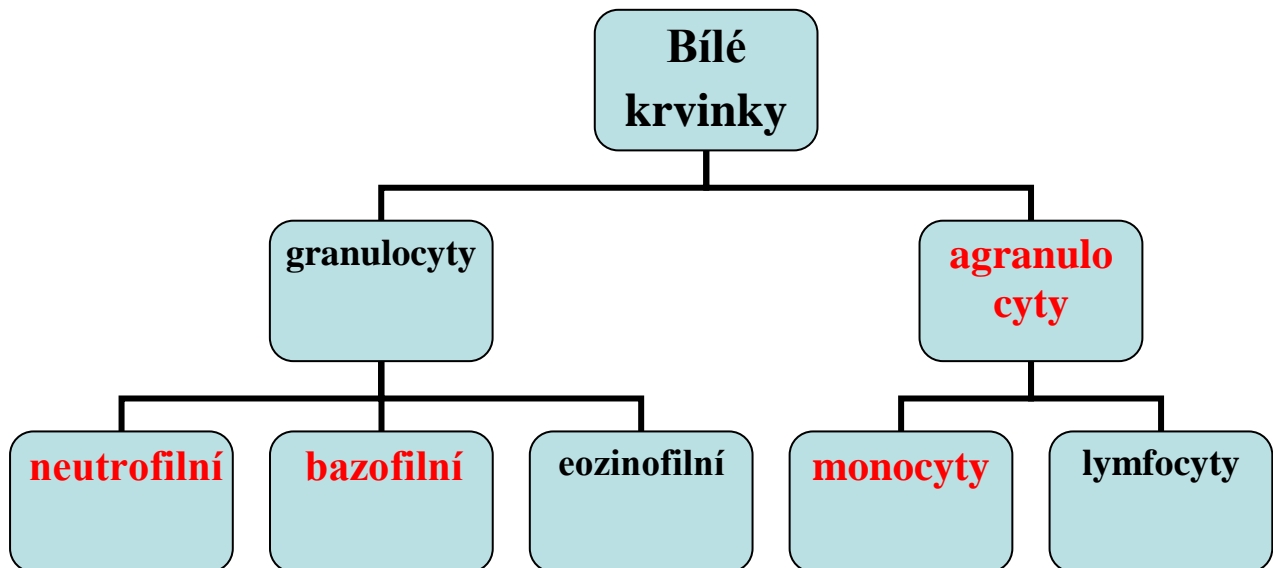 Bílé
krvinky
granulocyty
agranulo
cyty
neutrofilní
bazofilní
eozinofilní
monocyty
lymfocyty